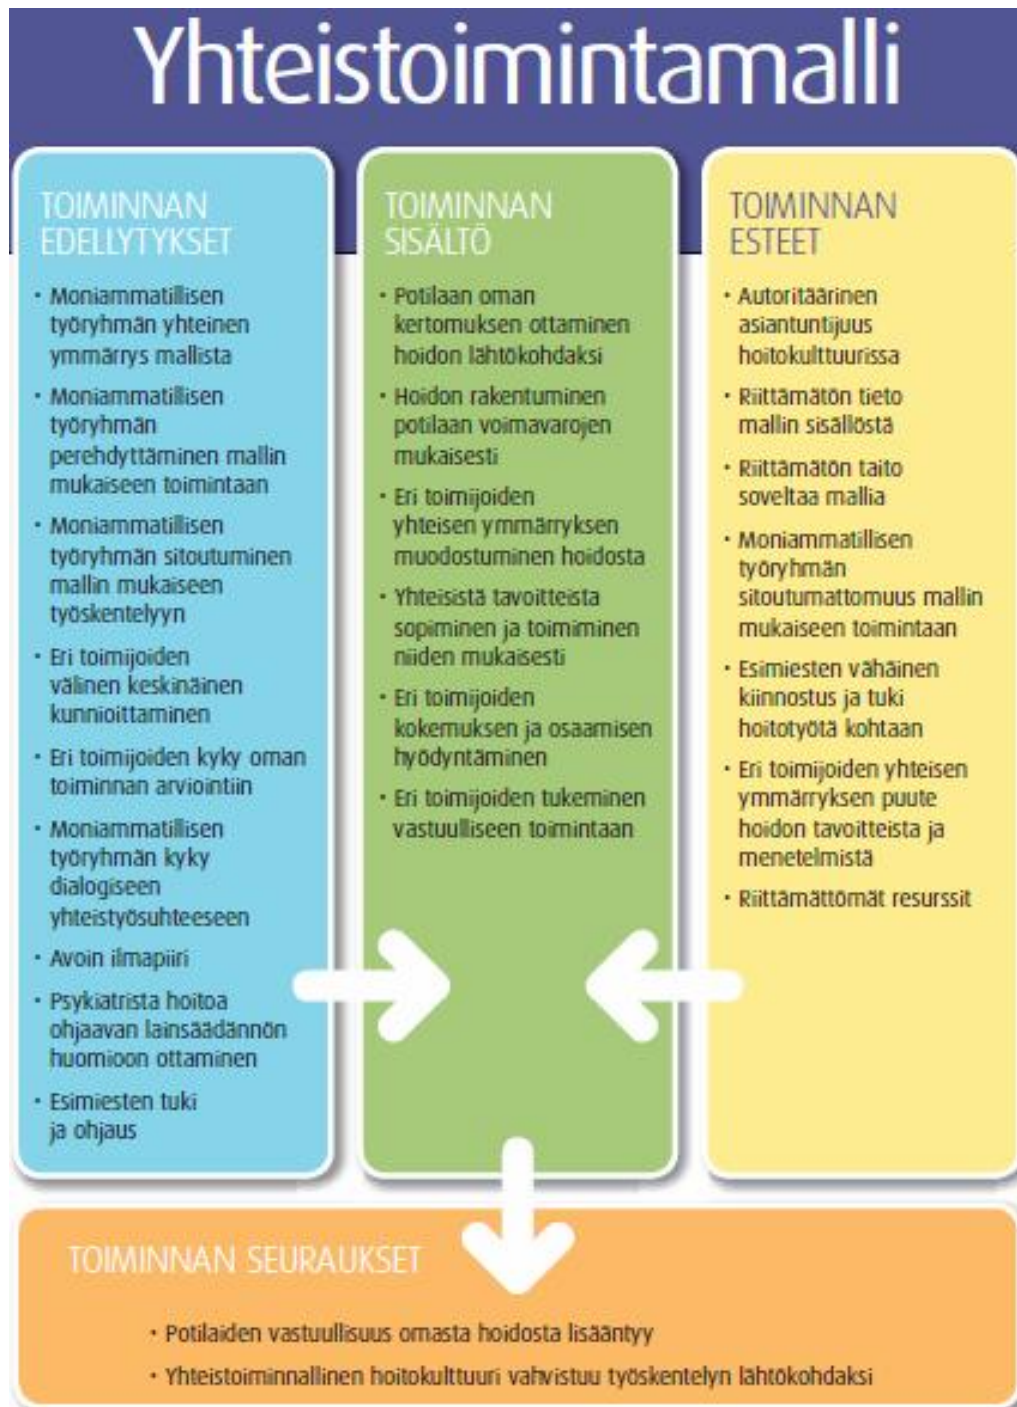 Yhteistoimintamalli
TOIMINNAN
EDELLYTYKSET
• Moniammatillisen
työryhmän yhteinen
ymmärrys mallista
• Moniammatillisen
työryhmän
perehdyttäminen mallin
mukaiseen toimintaan
• Moniammatillisen
työryhmän sitoutuminen
mallin mukaiseen
työskentelyyn
• Eri toimijoiden
välinen keskinäinen
kunnioittaminen
• Eri toimijoiden kyky oman
toiminnan arviointiin
• Moniammatillisen
työryhmän kyky
dialogiseen
yhteistyösuhteeseen
• Avoin ilmapiiri
• Psykiatrista hoitoa
ohjaavan lainsäädännön
huomioon ottaminen
• Esimiesten tuki
ja ohjaus
TOIMINNAN
SISÄLTÖ
• Potilaan oman
kertomuksen ottaminen
hoidon lähtökohdaksi
• Hoidon rakentuminen
potilaan voimavarojen
mukaisesti
• Eri toimijoiden
yhteisen ymmärryksen
muodostuminen hoidosta
• Yhteisistä tavoitteista
sopiminen ja toimiminen
niiden mukaisesti
• Eri toimijoiden
kokemuksen ja osaamisen
hyödyntäminen
• Eri toimijoiden tukeminen
vastuulliseen toimintaan
TOIMINNAN
ESTEET
• Autoritäärinen
asiantuntijuus
hoitokulttuurissa
• Riittämätön tieto
mallin sisällöstä
• Riittämätön taito
soveltaa mallia
• Moniammatillisen
työryhmän
sitoutumattomuus mallin
mukaiseen toimintaan
• Esimiesten vähäinen
kiinnostus ja tuki
hoitotyötä kohtaan
• Eri toimijoiden yhteisen
ymmärryksen puute
hoidon tavoitteista ja
menetelmistä
• Riittämättömät resurssit
TOIMINNAN SEURAUKSET
• Potilaiden vastuullisuus omasta hoidosta lisääntyy
• Yhteistoiminnallinen hoitokulttuuri vahvistuu työskentelyn lähtökohdaksi